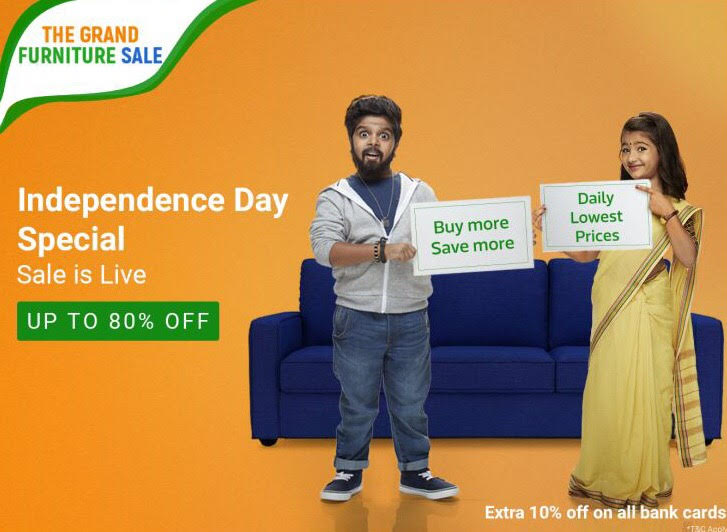 THE GRAND
FURNITURE SALE
Independence Day
Special
Sale is Live
UP TO 80% OFF
Buy more
Save more
Daily
Lowest
Prices
Extra 10% off on all bank cards
*T&C Apply